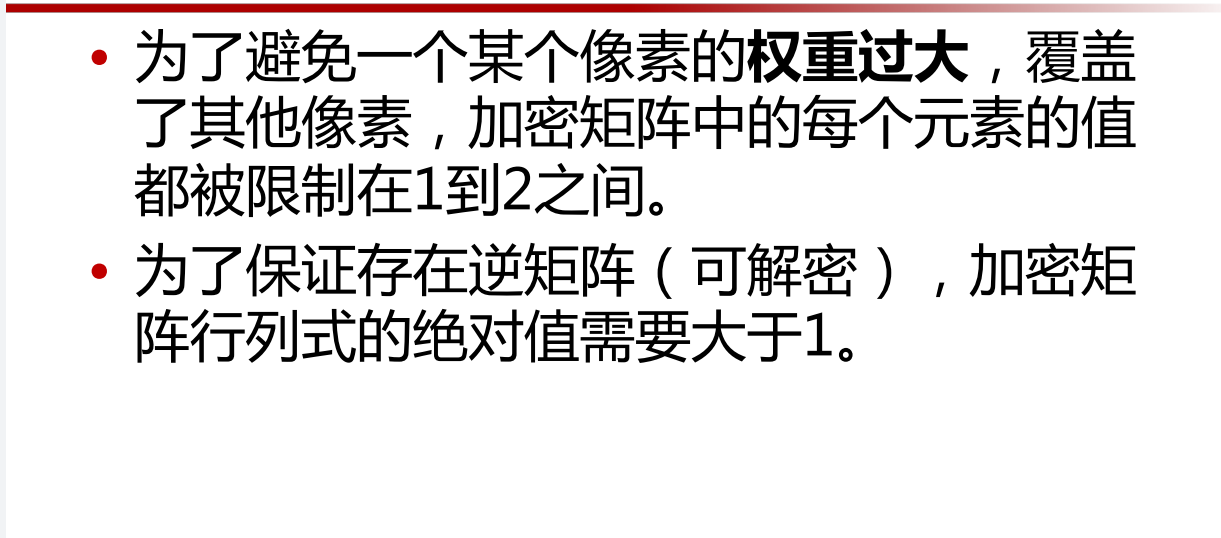 • 为了避免一个某个像素的权重过大，覆盖
了其他像素，加密矩阵中的每个元素的值
都被限制在1到2之间。
• 为了保证存在逆矩阵（可解密），加密矩
阵行列式的绝对值需要大于1。